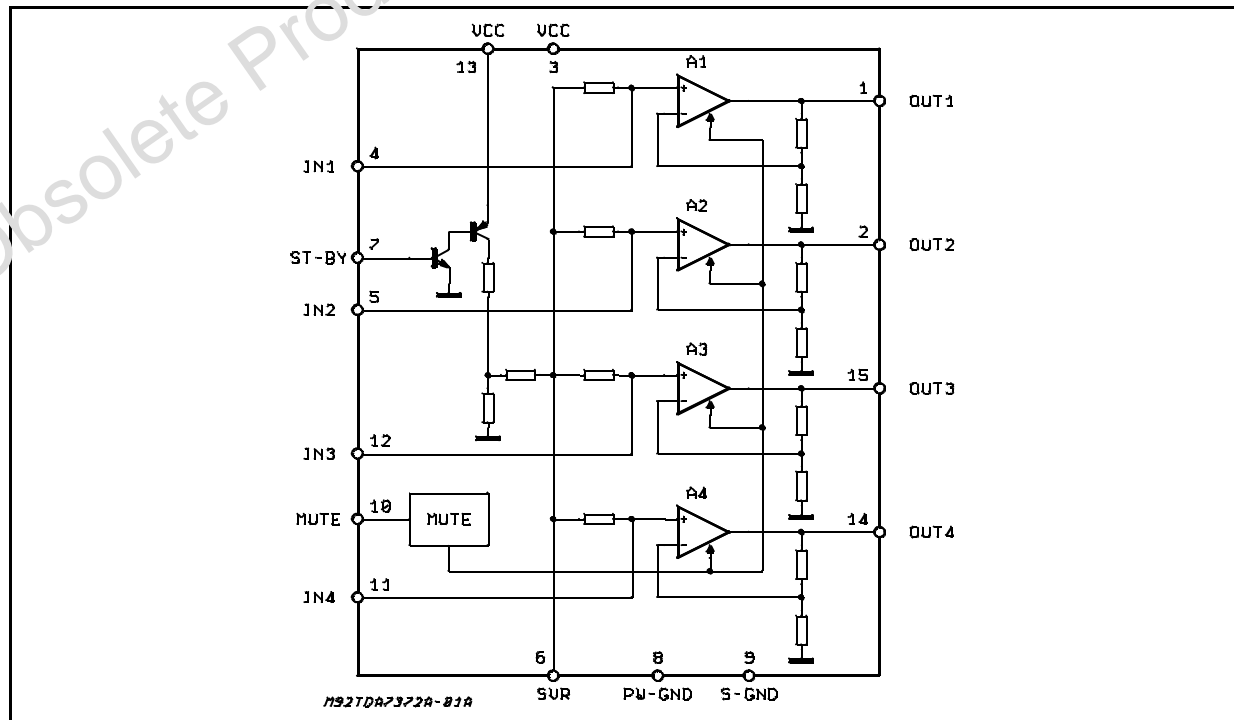 Obsolete Prod
VCC VCC
13 3
A1
+
-
1 OUT1
IN1 4
A2
+
-
2 OUT2
ST-BY 7
IN2 5
A3
+
-
15 OUT3
IN3 12
A4
+
-
14 OUT4
MUTE 10 MUTE
IN4 11
6 8 9
SVR PW-GND S-GND
M92TDA7372A-01A